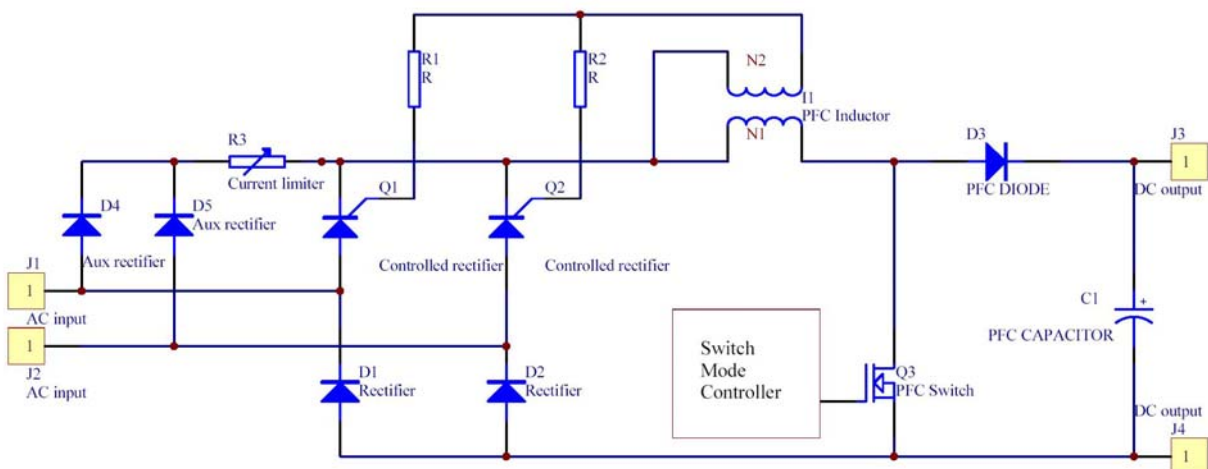 R1
R
R2
R
N2
I1
PFC Inductor
N1
R3
Current limiter
D3
PFC DIODE
J3
1
DC output
Q1
Q2
D4
D5
Aux rectifier
Aux rectifier
Controlled rectifier
Controlled rectifier
J1
1
AC input
1
J2
AC input
C1
+
PFC CAPACITOR
Switch
Mode
Controller
D1
Rectifier
D2
Rectifier
Q3
PFC Switch
DC output
J4
1